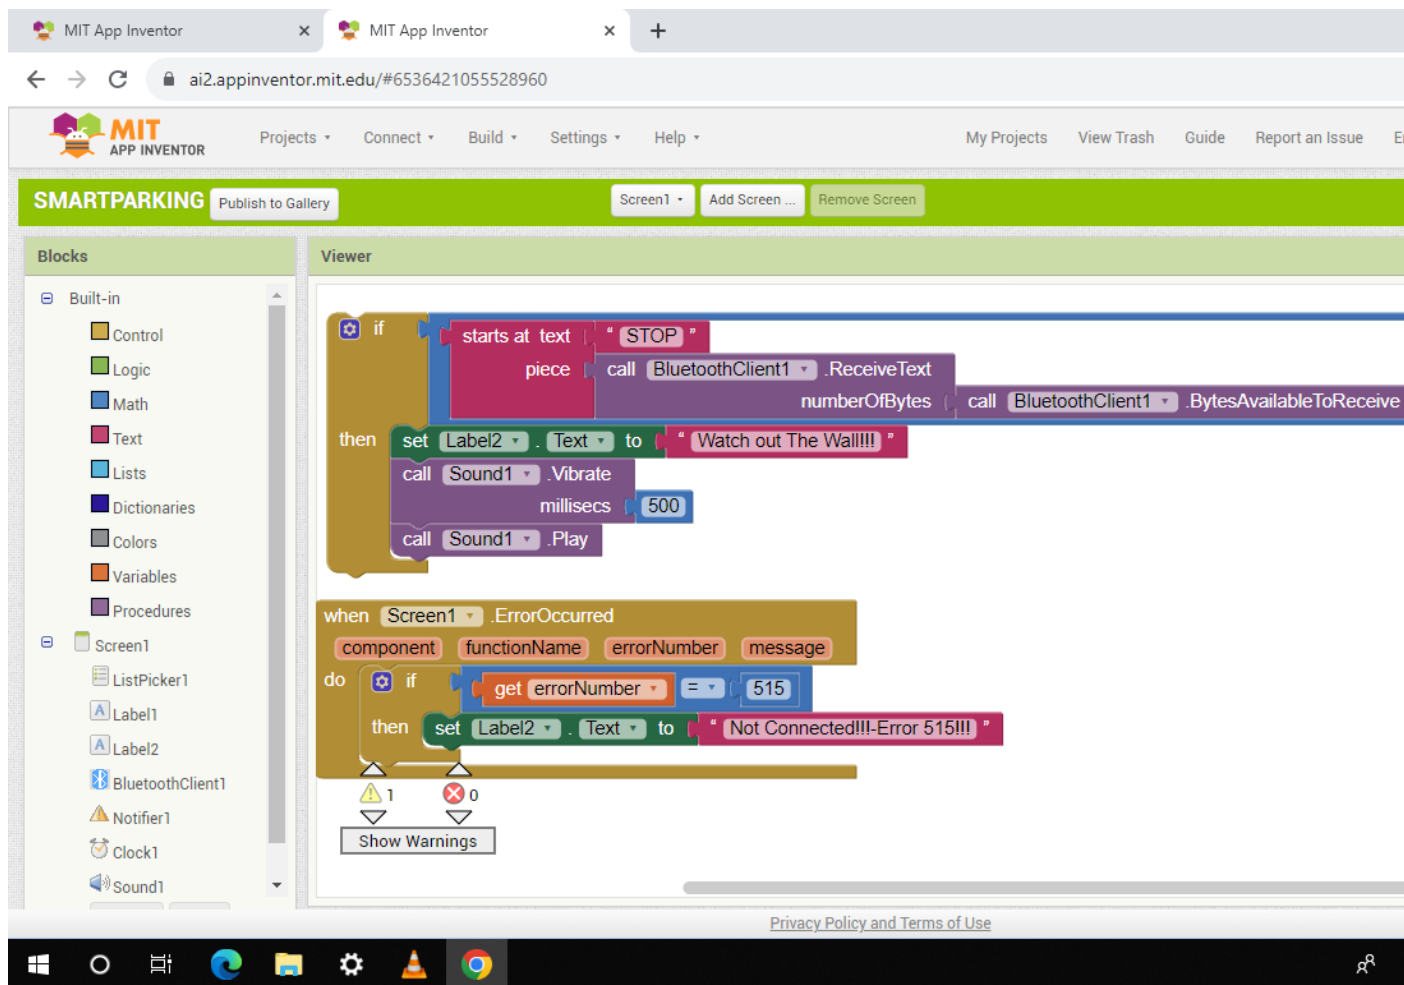 MIT App Inventor
MIT App Inventor
ai2.appinventor.mit.edu/#6536421055528960
MIT
APP INVENTOR
Projects Connect Build Settings Help My Projects View Trash Guide Report an Issue
SMARTPARKING Publish to Gallery Screen1 Add Screen ... Remove Screen
Blocks
Built-in
Control
Logic
Math
Text
Lists
Dictionaries
Colors
Variables
Procedures
Screen1
ListPicker1
Label1
Label2
BluetoothClient1
Notifier1
Clock1
Sound1
Viewer
if starts at text " STOP "
piece call BluetoothClient1 .ReceiveText
numberOfBytes call BluetoothClient1 .BytesAvailableToReceive
then set Label2 . Text to " Watch out The Wall!!! "
call Sound1 .Vibrate
millisecs 500
call Sound1 .Play
when Screen1 .ErrorOccurred
component functionName errorNumber message
do if get errorNumber = 515
then set Label2 . Text to " Not Connected!!!-Error 515!!! "
1 0
Show Warnings
Privacy Policy and Terms of Use